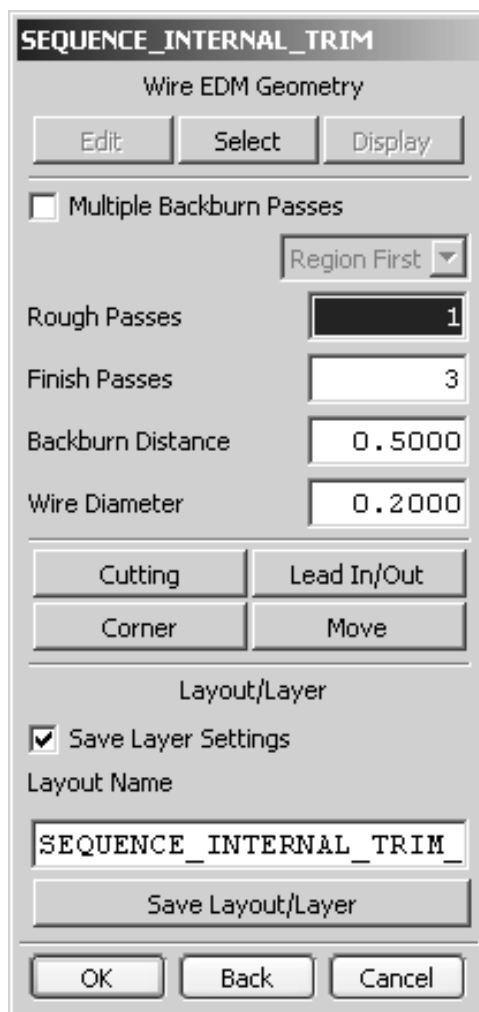 SEQUENCE_INTERNAL_TRIM
Wire EDM Geometry
Edit Select Display
Multiple Backburn Passes
Region First
Rough Passes 1
Finish Passes 3
Backburn Distance 0.5000
Wire Diameter 0.2000
Cutting Lead In/Out
Corner Move
Layout/Layer
Save Layer Settings
Layout Name
SEQUENCE_INTERNAL_TRIM_
Save Layout/Layer
OK Back Cancel